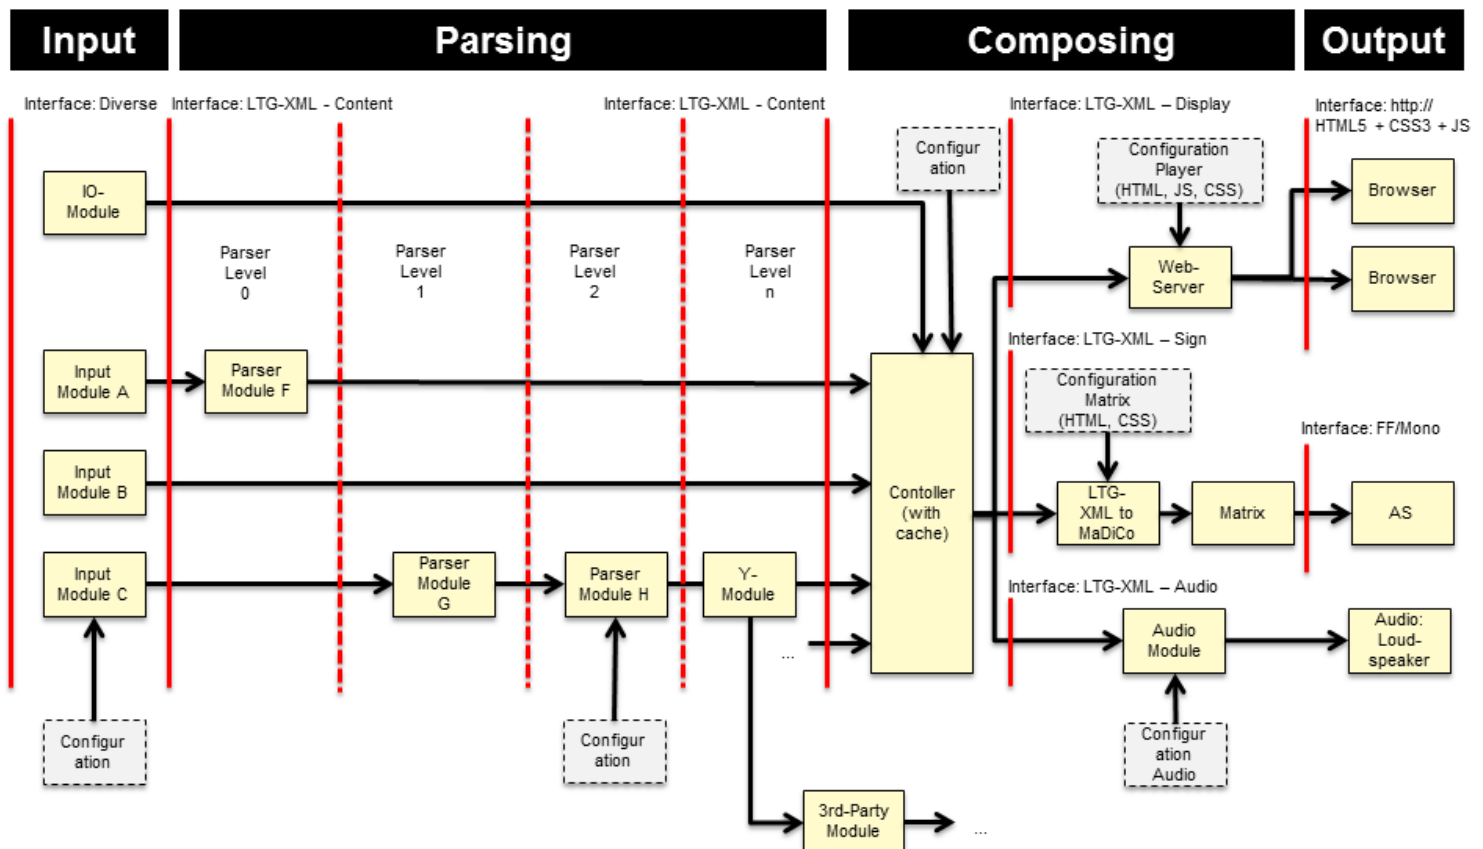 Input
Parsing
Composing
Output
Interface: Diverse
Interface: LTG-XML - Content
Interface: LTG-XML - Content
Interface: LTG-XML – Display
Interface: http://
HTML5 + CSS3 + JS
Configur
ation
Configuration
Player
(HTML, JS, CSS)
IO-
Module
Browser
Parser
Level
0
Parser
Level
1
Parser
Level
2
Parser
Level
n
Web-
Server
Browser
Interface: LTG-XML – Sign
Input
Module A
Parser
Module F
Configuration
Matrix
(HTML, CSS)
Interface: FF/Mono
Input
Module B
Contoller
(with
cache)
LTG-
XML to
MaDiCo
Matrix
AS
Input
Module C
Parser
Module
G
Parser
Module H
Y-
Module
Interface: LTG-XML – Audio
...
Audio
Module
Audio:
Loud-
speaker
Configur
ation
Configur
ation
Configur
ation
Audio
3rd-Party
Module
...